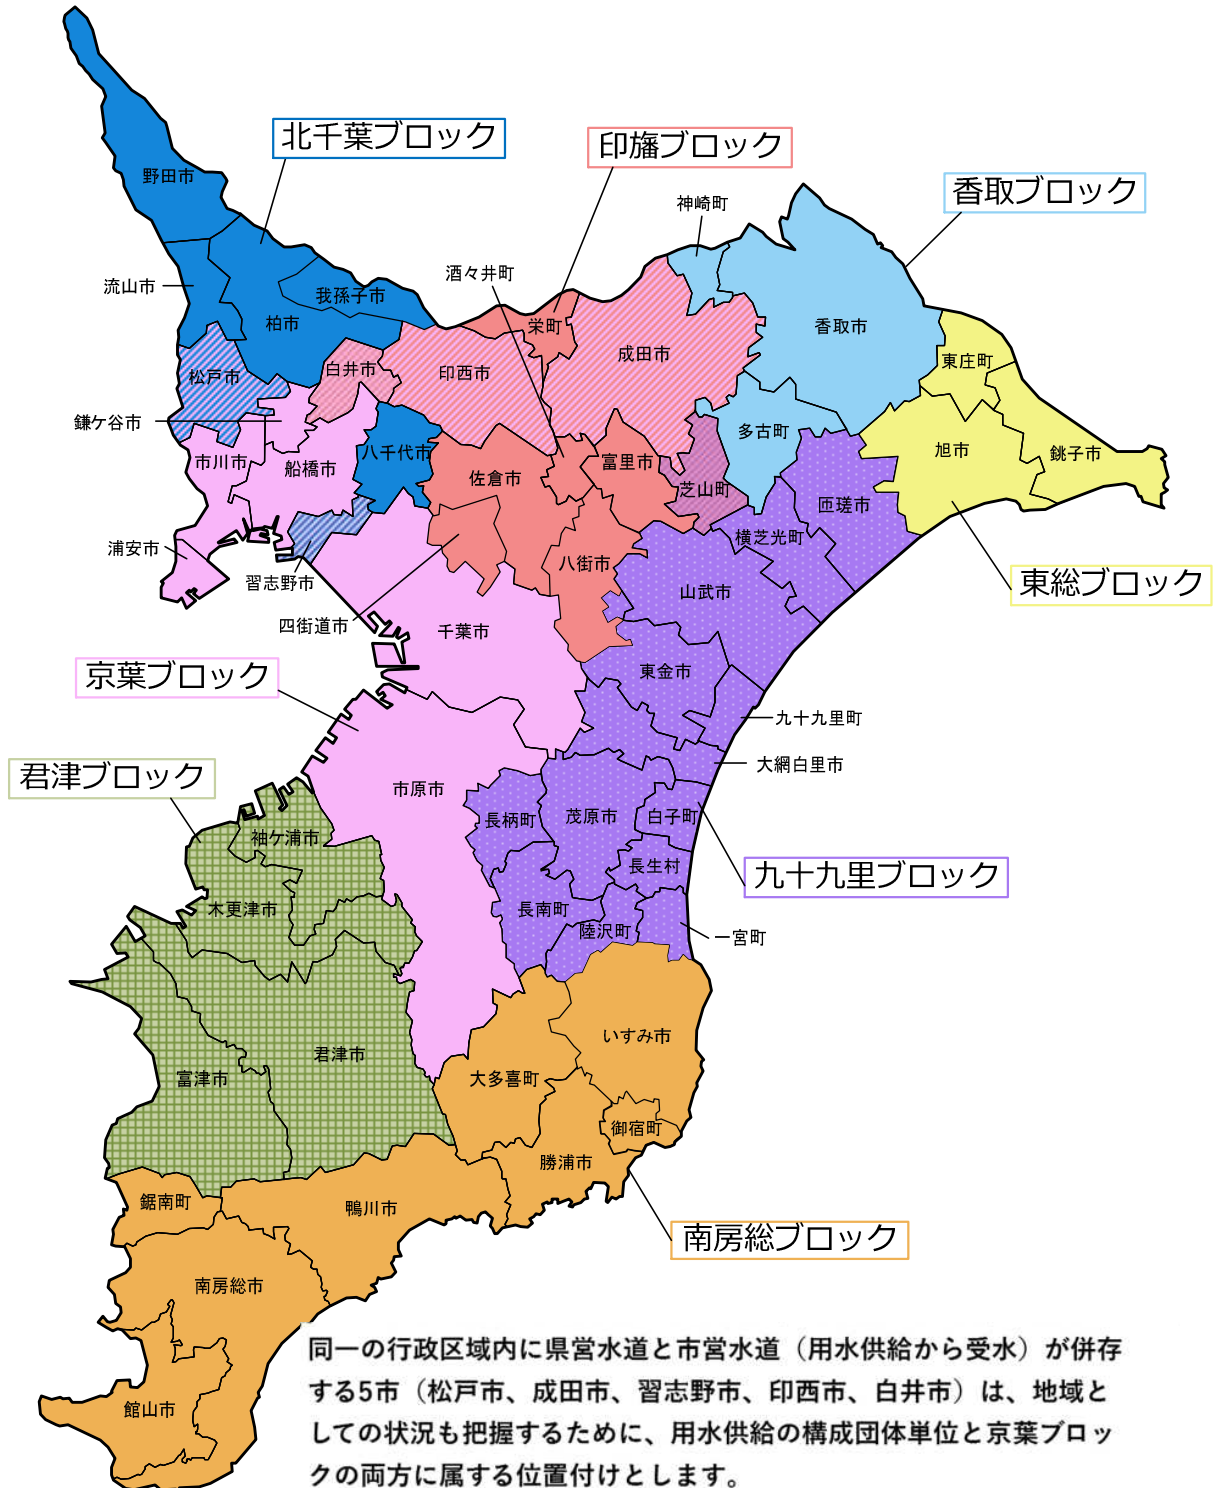 北千葉ブロック
印旛ブロック
香取ブロック
野田市
神崎町
流山市
我孫子市
酒々井町
柏市
栄町
香取市
成田市
東庄町
松戸市
白井市
印西市
鎌ケ谷市
多古町
旭市
銚子市
市川市
船橋市
八千代市
佐倉市
富里市
芝山町
匝瑳市
浦安市
習志野市
横芝光町
八街市
山武市
東総ブロック
四街道市
千葉市
京葉ブロック
東金市
九十九里町
君津ブロック
大網白里市
市原市
袖ケ浦市
長柄町
茂原市
白子町
長生村
九十九里ブロック
木更津市
長南町
陸沢町
一宮町
いすみ市
君津市
富津市
大多喜町
御宿町
勝浦市
鋸南町
鴨川市
南房総ブロック
南房総市
館山市
同一の行政区域内に県営水道と市営水道（用水供給から受水）が併存
する5市（松戸市、成田市、習志野市、印西市、白井市）は、地域と
しての状況も把握するために、用水供給の構成団体単位と京葉ブロッ
クの両方に属する位置付けとします。